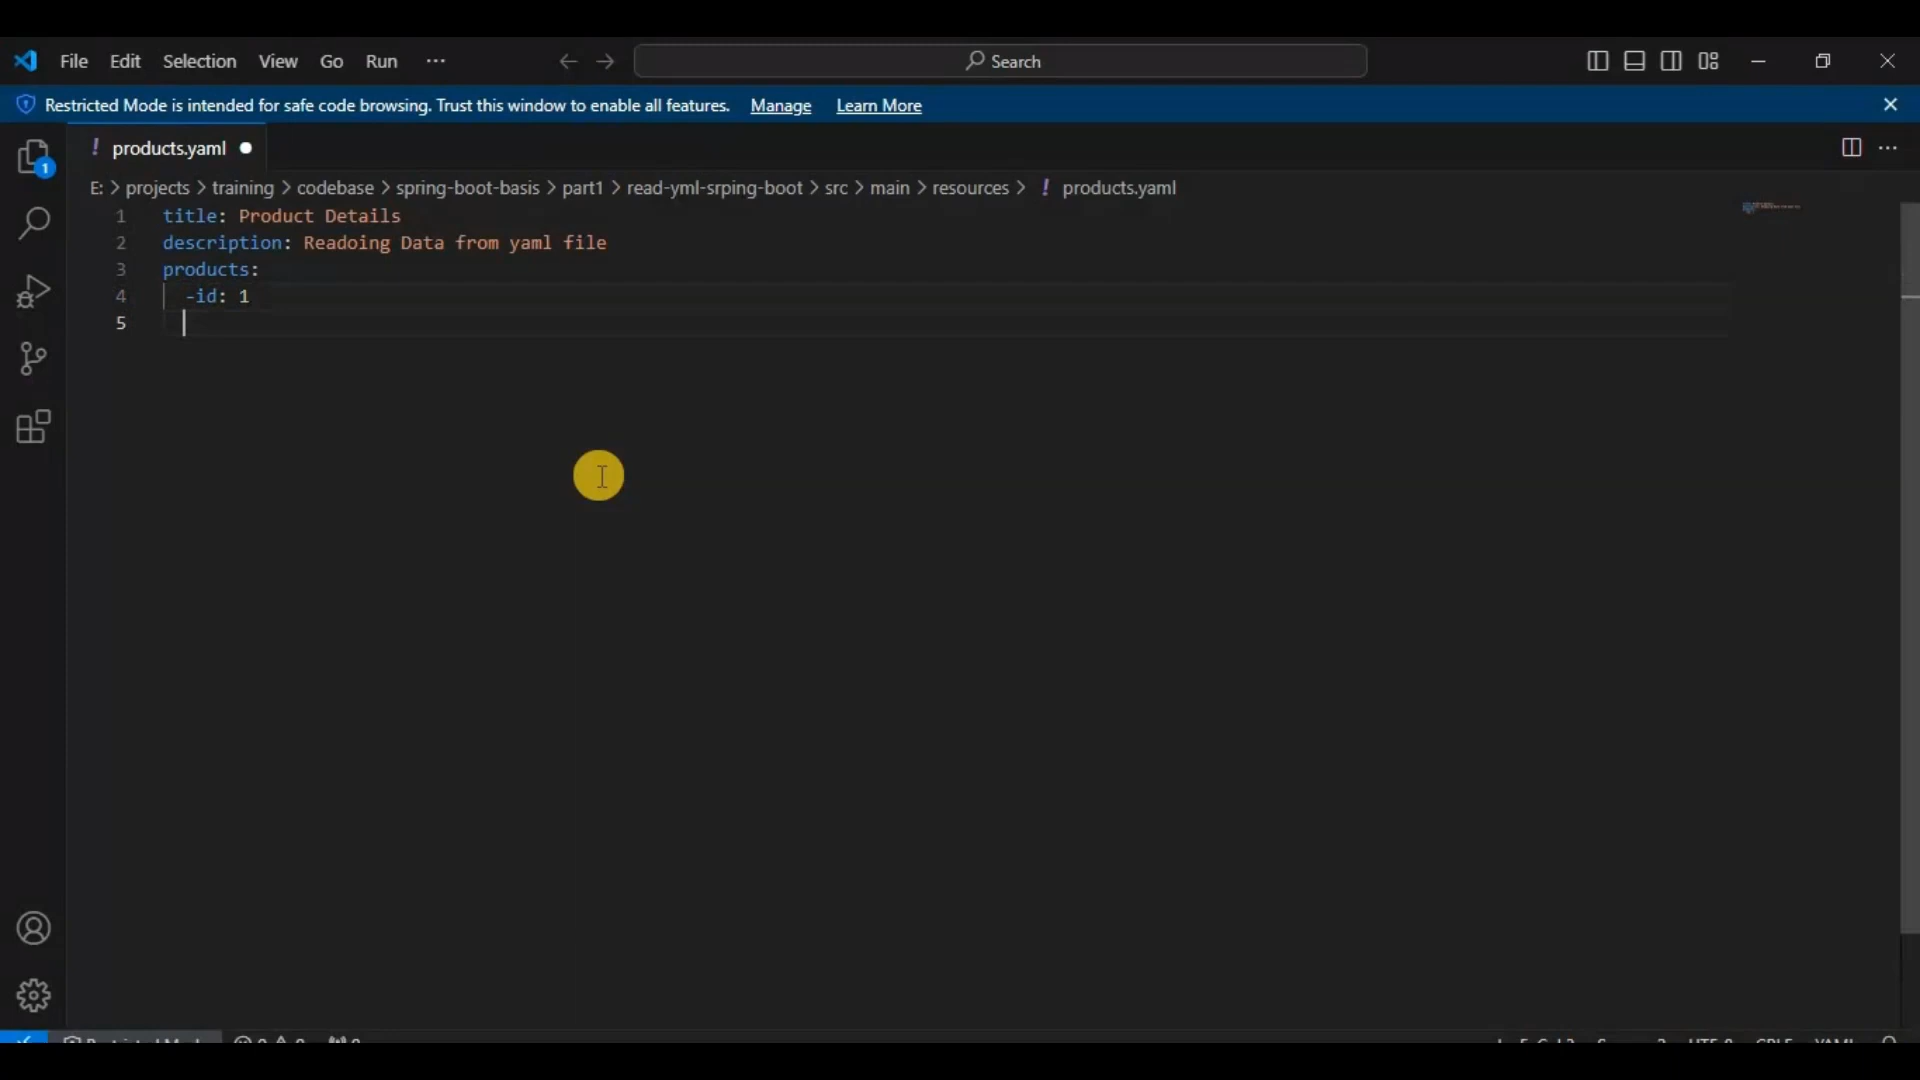 File Edit Selection View Go Run ··· Search
Restricted Mode is intended for safe code browsing. Trust this window to enable all features. Manage Learn More
1
! products.yaml
E: > projects > training > codebase > spring-boot-basis > part1 > read-yml-srping-boot > src > main > resources > ! products.yaml
1 title: Product Details
2 description: Readoing Data from yaml file
3 products:
4 -id: 1
5